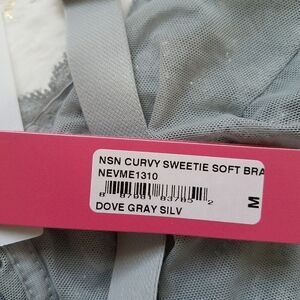 NSN CURVY SWEETIE SOFT BRA
NEVME1310
DOVE GRAY SILV
M